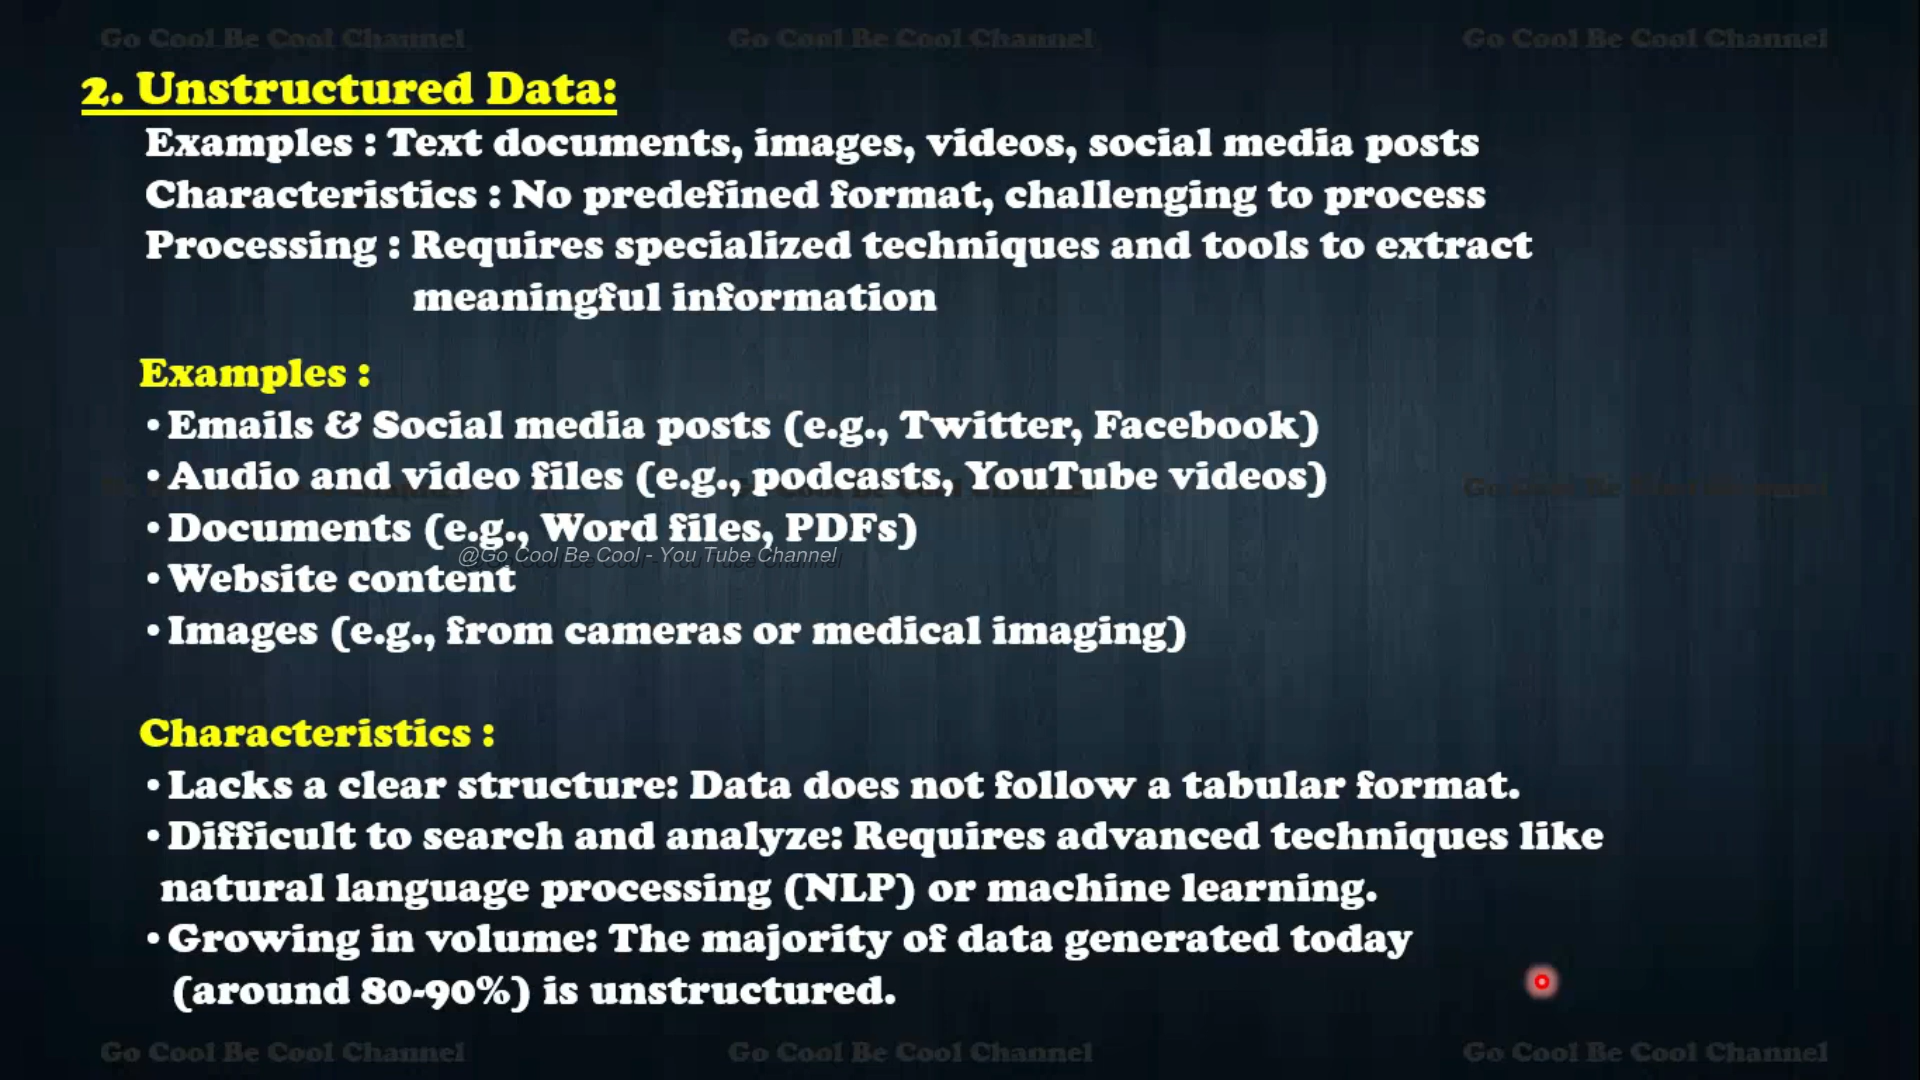 Go Cool Be Cool Channel Go Cool Be Cool Channel Go Cool Be Cool Channel
2. Unstructured Data:
Examples : Text documents, images, videos, social media posts
Characteristics : No predefined format, challenging to process
Processing : Requires specialized techniques and tools to extract
meaningful information
Examples :
• Emails & Social media posts (e.g., Twitter, Facebook)
• Audio and video files (e.g., podcasts, YouTube videos)
Go Cool Be Cool Channel
• Documents (e.g., Word files, PDFs)
@Go Cool Be Cool - You Tube Channel
• Website content
• Images (e.g., from cameras or medical imaging)
Characteristics :
• Lacks a clear structure: Data does not follow a tabular format.
• Difficult to search and analyze: Requires advanced techniques like
natural language processing (NLP) or machine learning.
• Growing in volume: The majority of data generated today
(around 80-90%) is unstructured.
Go Cool Be Cool Channel Go Cool Be Cool Channel Go Cool Be Cool Channel